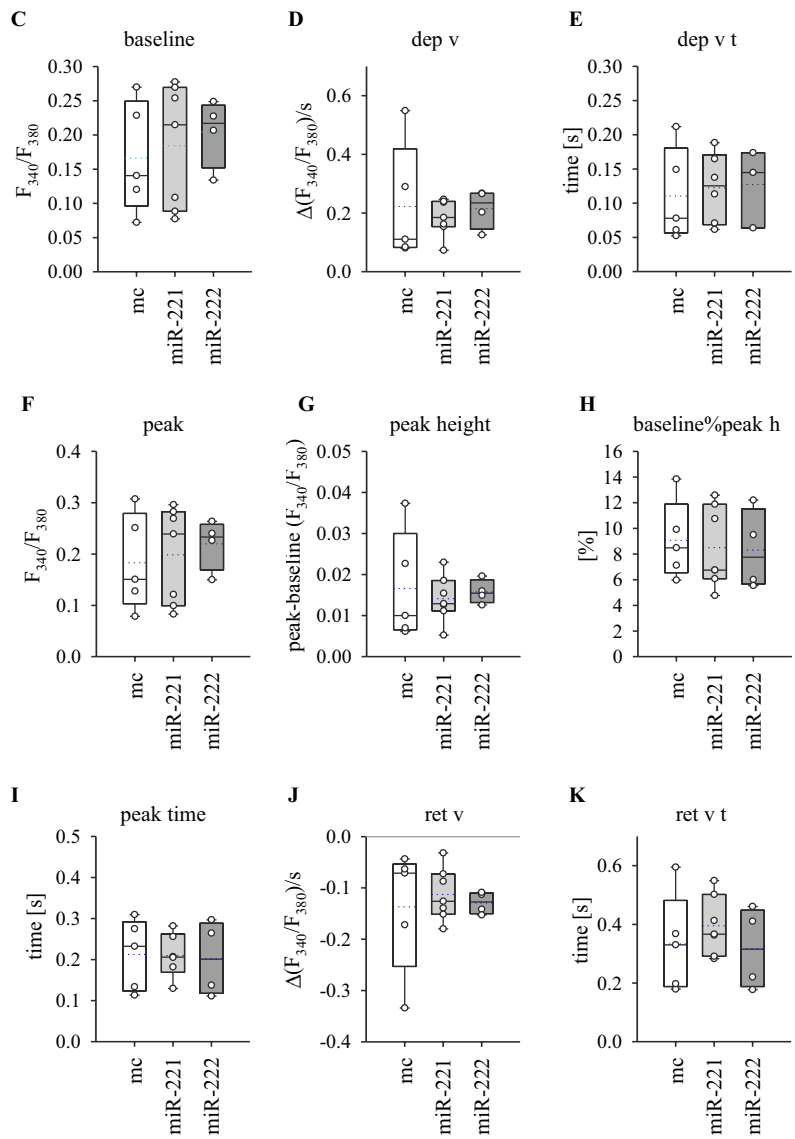 C
baseline
F340/F380
0.30
0.25
0.20
0.15
0.10
0.05
0.00
mc
miR-221
miR-222
D
dep v
Δ(F340/F380)/s
0.6
0.4
0.2
0.0
mc
miR-221
miR-222
E
dep v t
time [s]
0.30
0.25
0.20
0.15
0.10
0.05
0.00
mc
miR-221
miR-222
F
peak
F340/F380
0.4
0.3
0.2
0.1
0.0
mc
miR-221
miR-222
G
peak height
peak-baseline (F340/F380)
0.05
0.04
0.03
0.02
0.01
0.00
mc
miR-221
miR-222
H
baseline%peak h
[%]
16
14
12
10
8
6
4
2
0
mc
miR-221
miR-222
I
peak time
time [s]
0.5
0.4
0.3
0.2
0.1
0.0
mc
miR-221
miR-222
J
ret v
Δ(F340/F380)/s
0.0
-0.1
-0.2
-0.3
-0.4
mc
miR-221
miR-222
K
ret v t
time [s]
0.6
0.4
0.2
0.0
mc
miR-221
miR-222